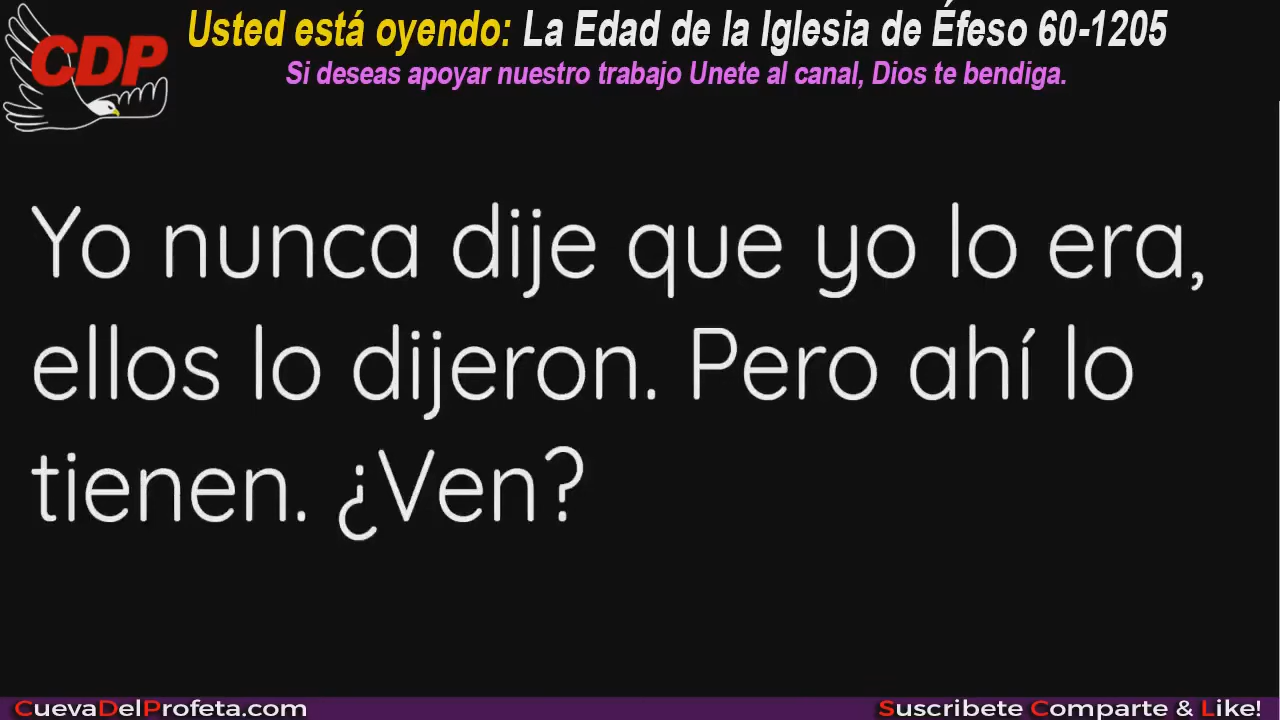 CDP
Usted está oyendo: La Edad de la Iglesia de Éfeso 60-1205
Si deseas apoyar nuestro trabajo Unete al canal, Dios te bendiga.
Yo nunca dije que yo lo era,
ellos lo dijeron. Pero ahí lo
tienen. ¿Ven?
CuevaDelProfeta.com
Suscribete Comparte & Like!